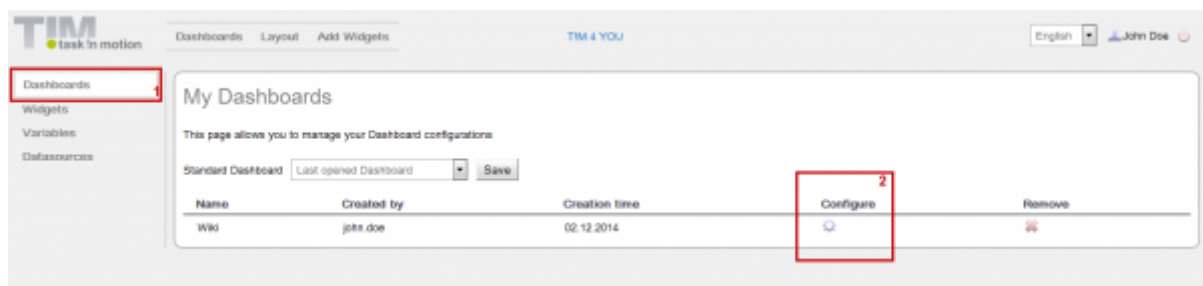 TIM
task in motion
Dashboards Layout Add Widgets TIM 4 YOU English John Doe
Dashboards 1
Widgets
Variables
Datasources
My Dashboards
This page allows you to manage your Dashboard configurations
Standard Dashboard Last opened Dashboard Save
2
Name Created by Creation time Configure Remove
Wiki john.doe 02.12.2014